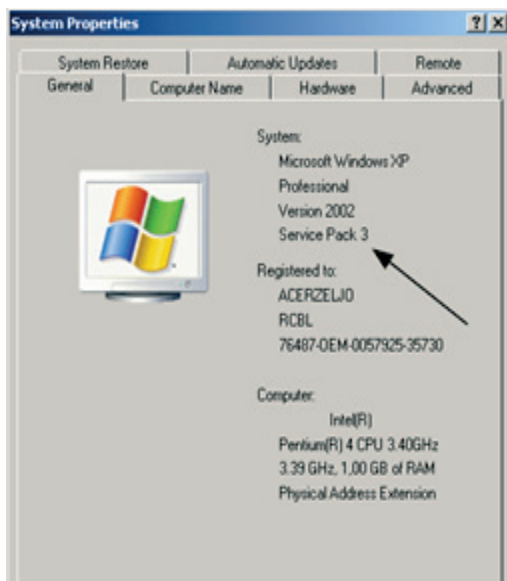 System Properties
System Restore
Automatic Updates
Remote
General
Computer Name
Hardware
Advanced
System:
Microsoft Windows XP
Professional
Version 2002
Service Pack 3
Registered to:
ACERZELJO
RCBL
76487-OEM-0057925-35730
Computer:
Intel(R)
Pentium(R) 4 CPU 3.40GHz
3.39 GHz, 1,00 GB of RAM
Physical Address Extension